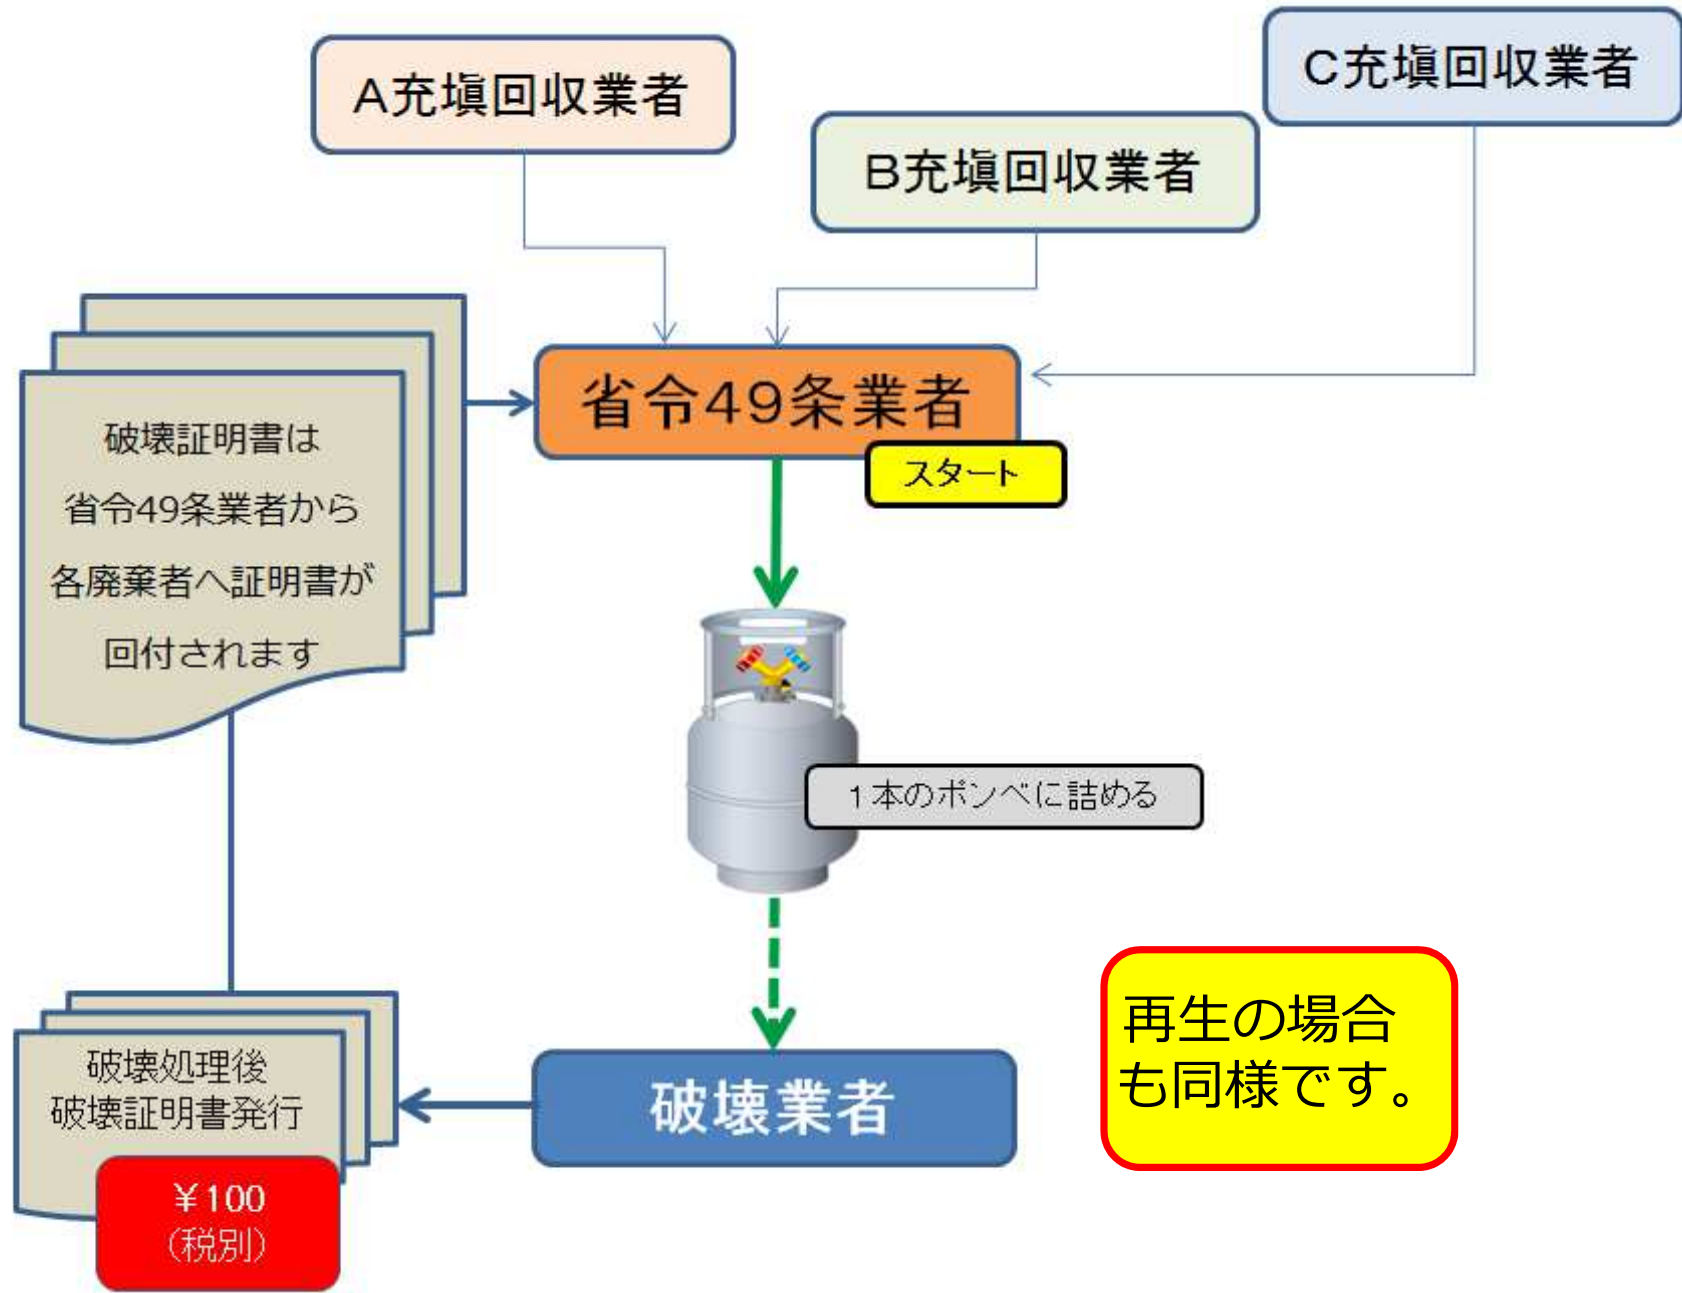 A充塡回収業者
B充塡回収業者
C充塡回収業者
省令49条業者
スタート
破壊証明書は
省令49条業者から
各廃棄者へ証明書が
回付されます
1本のボンベに詰める
破壊業者
破壊処理後
破壊証明書発行
¥100
(税別)
再生の場合
も同様です。